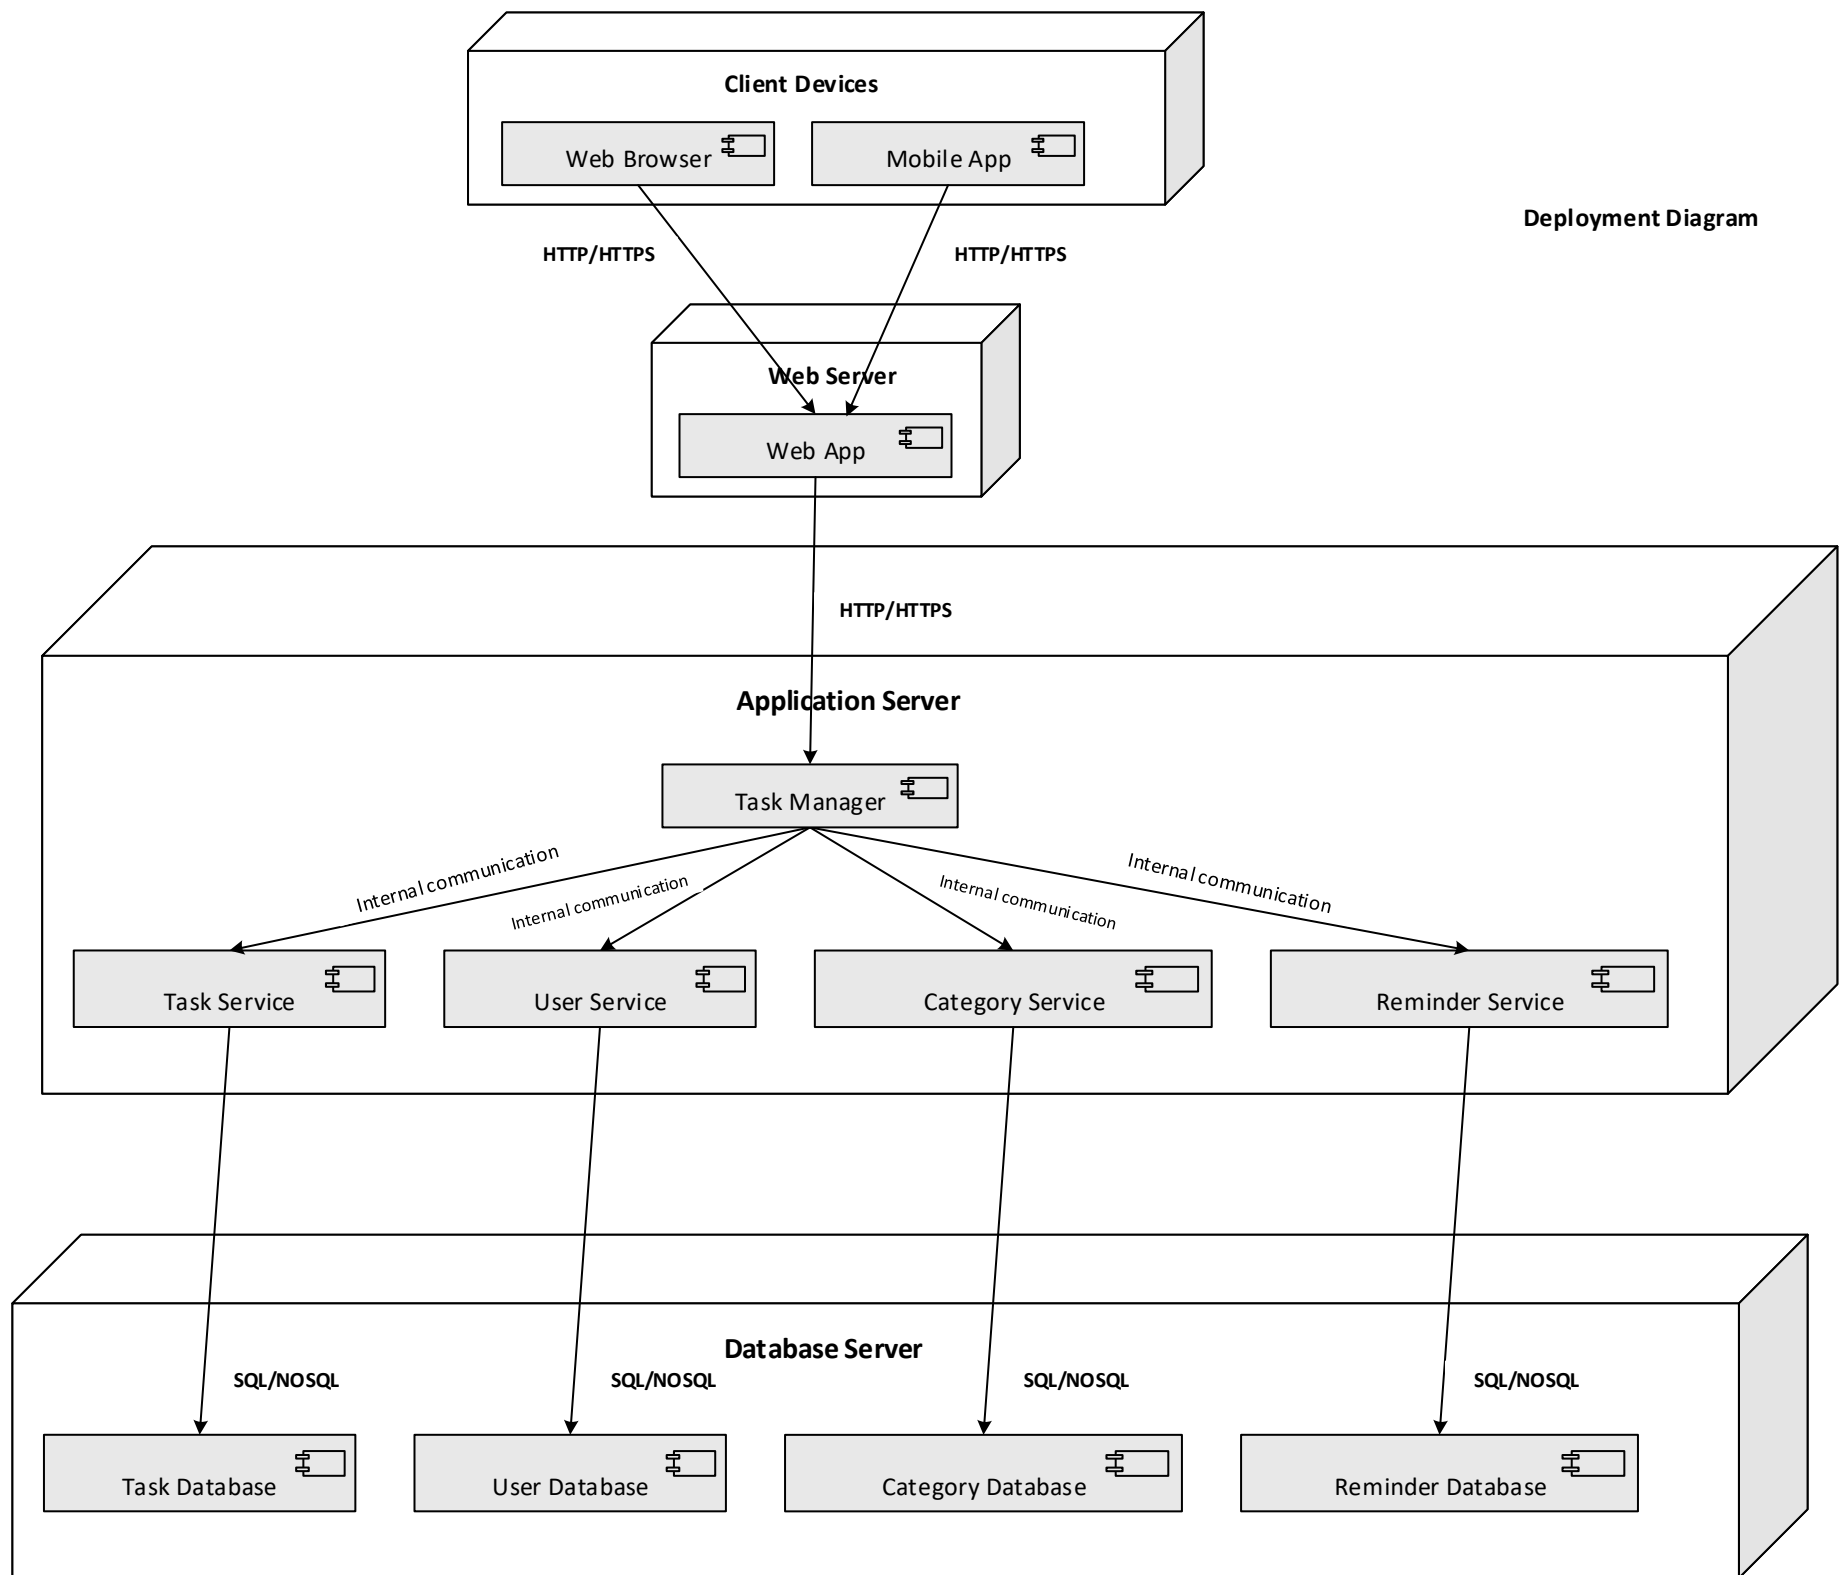 Client Devices
Web Browser
Mobile App
Deployment Diagram
HTTP/HTTPS
HTTP/HTTPS
Web Server
Web App
HTTP/HTTPS
Application Server
Task Manager
Internal communication
Internal communication
Internal communication
Internal communication
Task Service
User Service
Category Service
Reminder Service
Database Server
SQL/NOSQL
SQL/NOSQL
SQL/NOSQL
SQL/NOSQL
Task Database
User Database
Category Database
Reminder Database